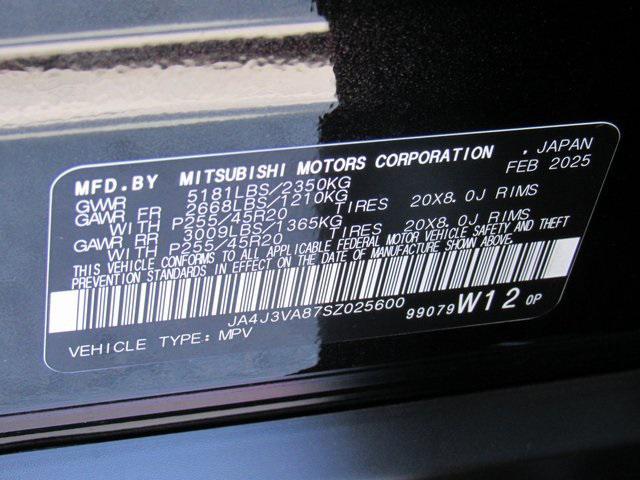 MFD.BY MITSUBISHI MOTORS CORPORATION , JAPAN
GVWR 5181LBS/2350KG FEB 2025
GAWR FR 2668LBS/1210KG
WITH P255/45R20 TIRES 20X8.0J RIMS
GAWR RR 3009LBS/1365KG
WITH P255/45R20 TIRES 20X8.0J RIMS
THIS VEHICLE CONFORMS TO ALL APPLICABLE FEDERAL MOTOR VEHICLE SAFETY AND THEFT
PREVENTION STANDARDS IN EFFECT ON THE DATE OF MANUFACTURE SHOWN ABOVE.
JA4J3VA87SZ025600
VEHICLE TYPE: MPV 99079 W12 OP